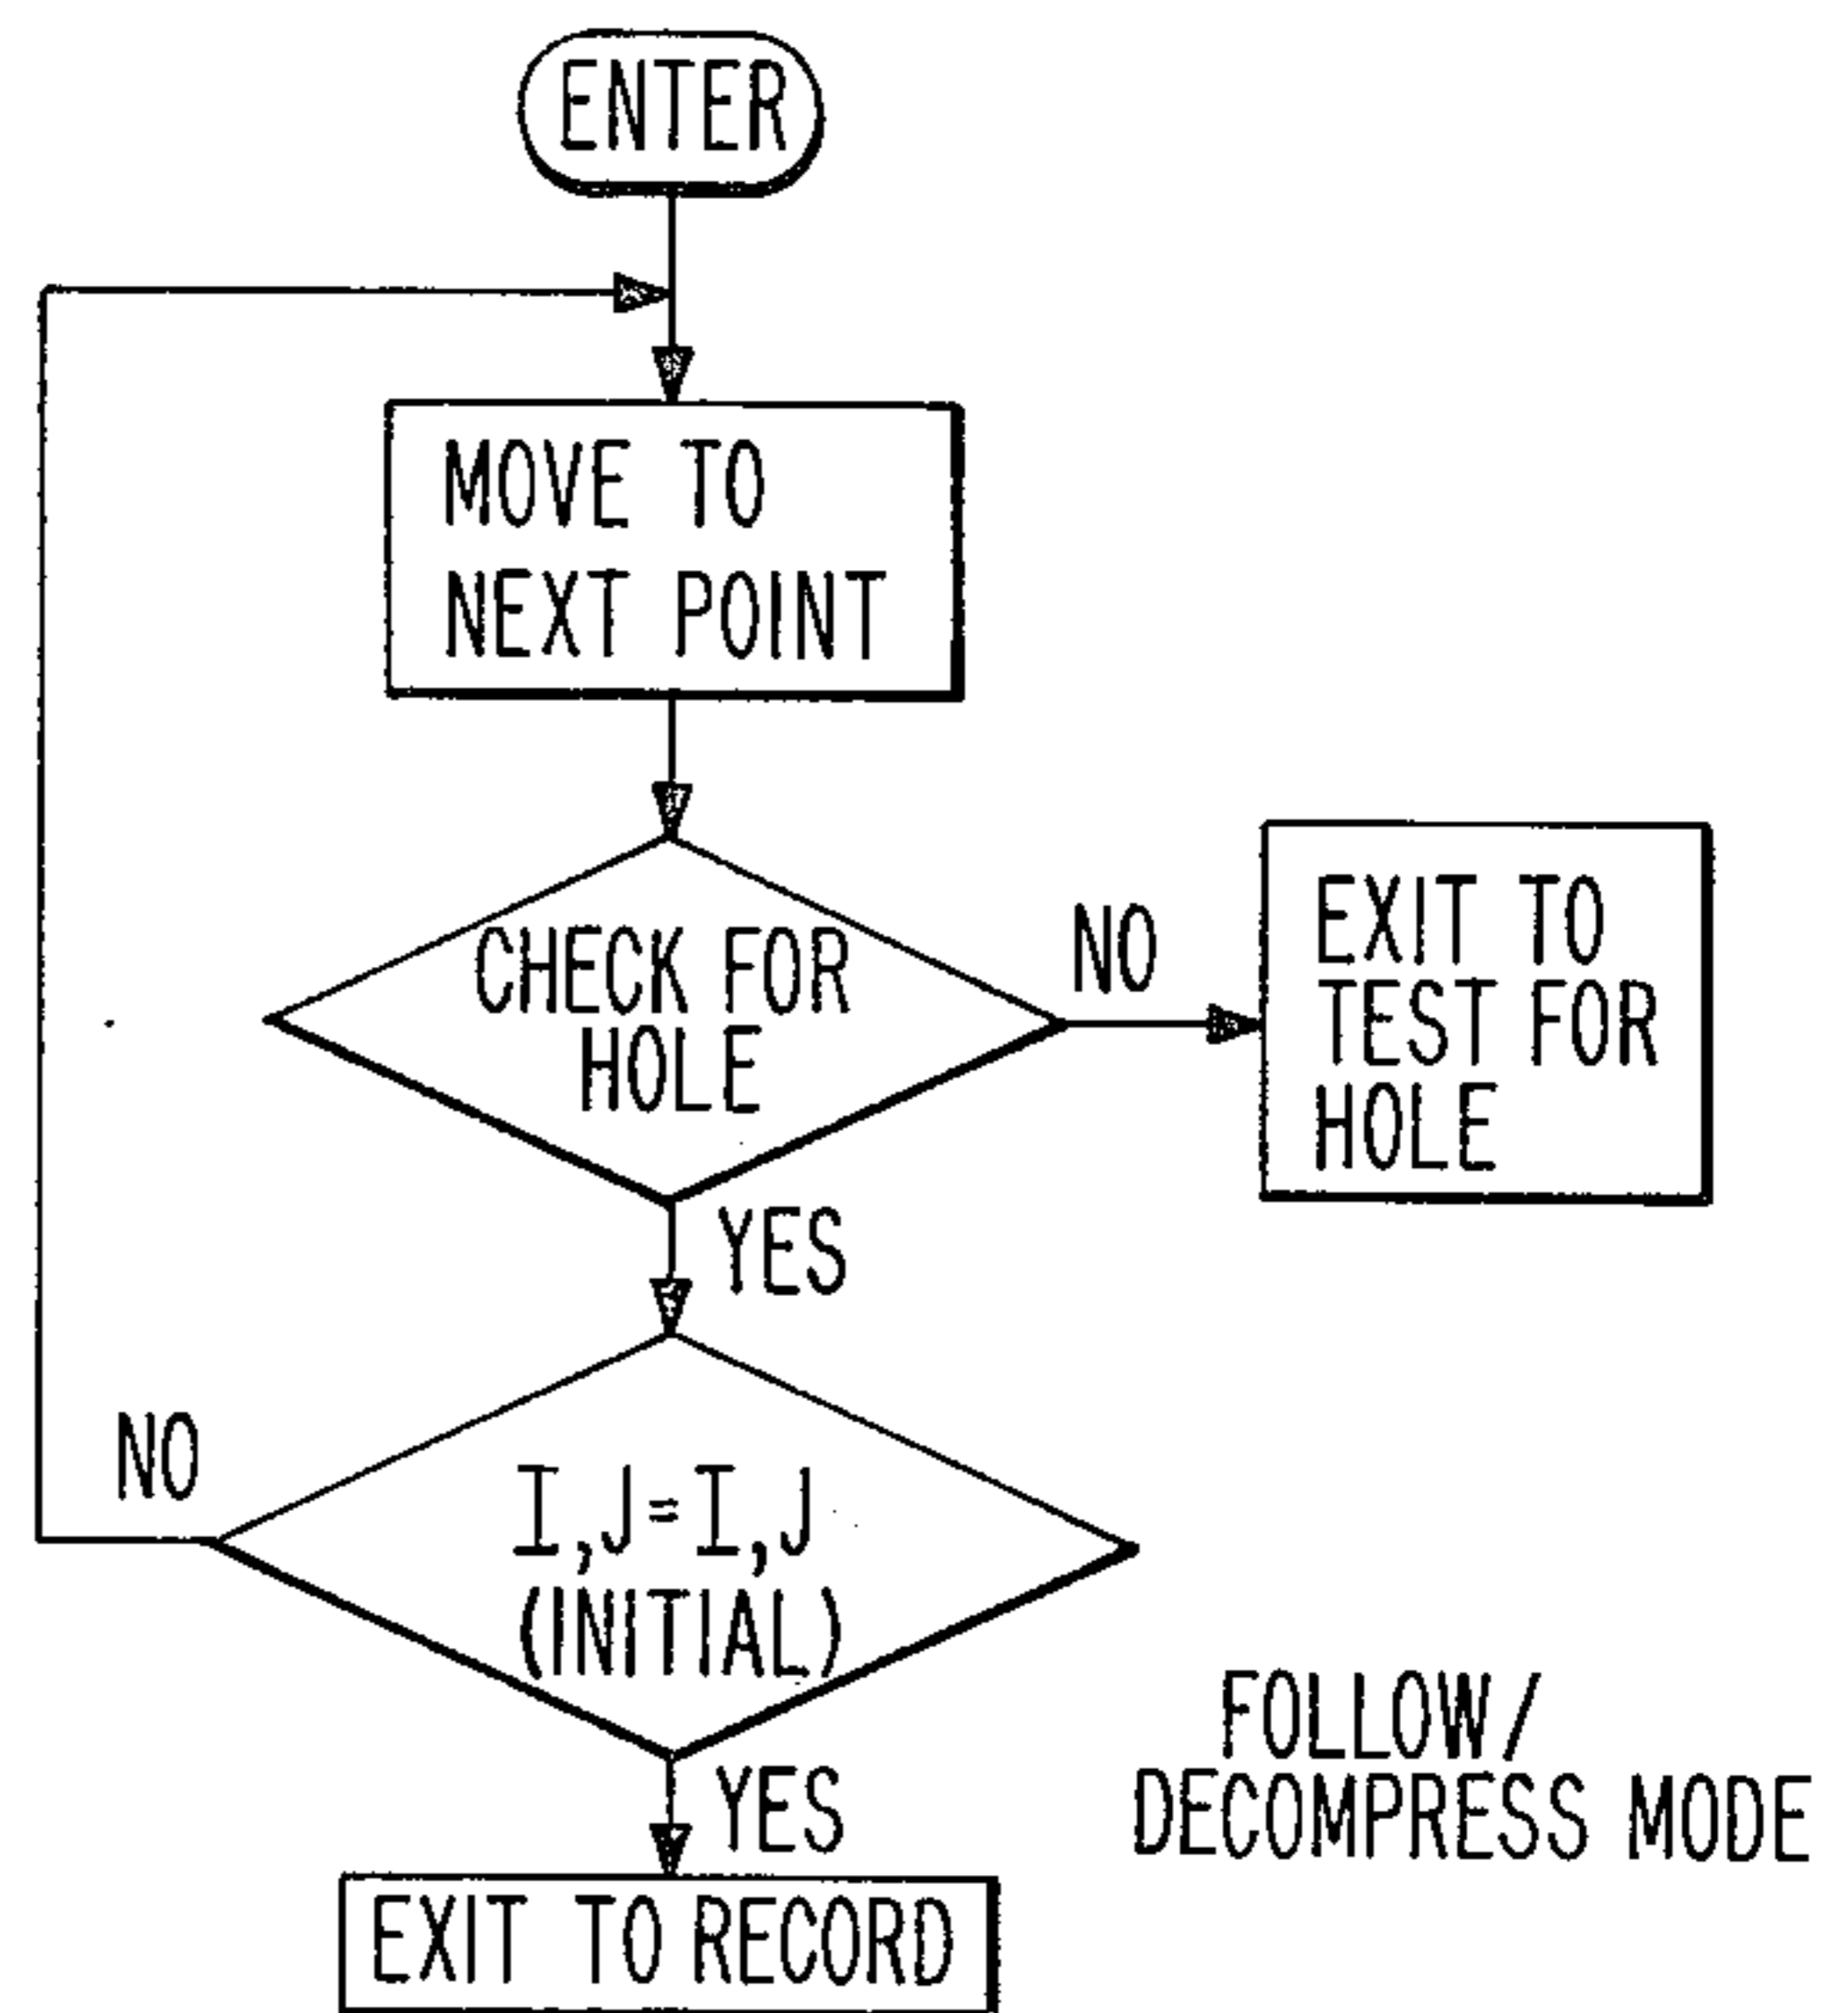 ENTER
MOVE TO
NEXT POINT
CHECK FOR
HOLE
NO
EXIT TO
TEST FOR
HOLE
YES
NO
I,J=I,J
(INITIAL)
YES
EXIT TO RECORD
FOLLOW/
DECOMPRESS MODE